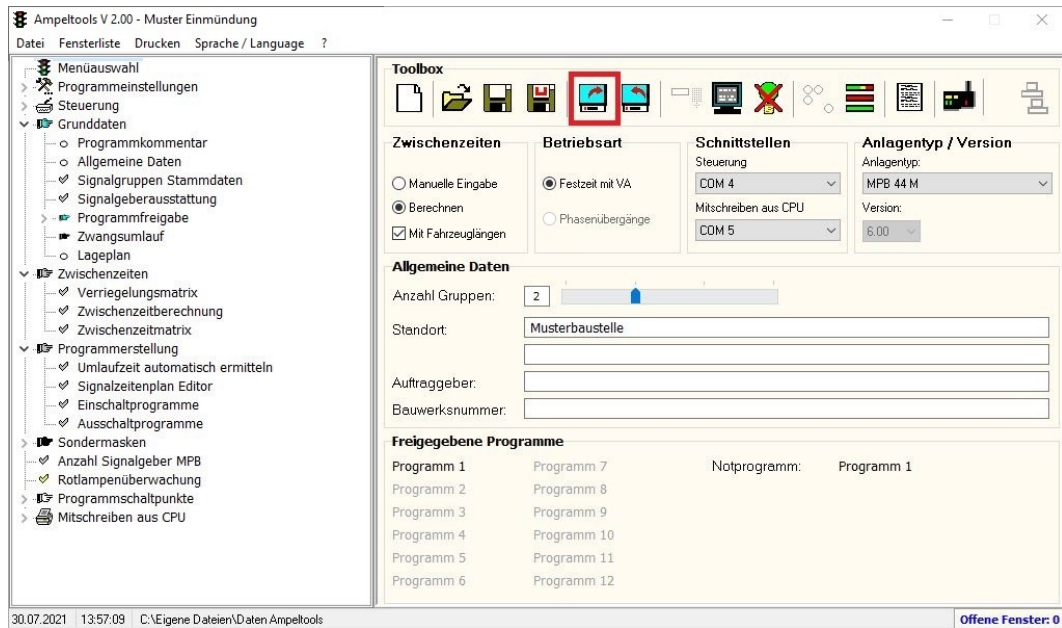 Ampeltools V 2.00 - Muster Einmündung
Datei Fensterliste Drucken Sprache / Language ?
Menüauswahl
Programmeinstellungen
Steuerung
Grunddaten
Programmkommentar
Allgemeine Daten
Signalgruppen Stammdaten
Signalgeberausstattung
Programmfreigabe
Zwangsumlauf
Lageplan
Zwischenzeiten
Verriegelungsmatrix
Zwischenzeitberechnung
Zwischenzeitmatrix
Programmerstellung
Umlaufzeit automatisch ermitteln
Signalzeitenplan Editor
Einschaltprogramme
Ausschaltprogramme
Sondermasken
Anzahl Signalgeber MPB
Rotlampenüberwachung
Programmschaltpunkte
Mitschreiben aus CPU
Toolbox
Zwischenzeiten
Manuelle Eingabe
Berechnen
Mit Fahrzeuglängen
Betriebsart
Festzeit mit VA
Phasenübergänge
Schnittstellen
Steuerung
COM 4
Mitschreiben aus CPU
COM 5
Anlagentyp / Version
Anlagentyp:
MPB 44 M
Version:
6.00
Allgemeine Daten
Anzahl Gruppen: 2
Standort: Musterbaustelle
Auftraggeber:
Bauwerksnummer:
Freigegebene Programme
Programm 1 Programm 7 Notprogramm: Programm 1
Programm 2 Programm 8
Programm 3 Programm 9
Programm 4 Programm 10
Programm 5 Programm 11
Programm 6 Programm 12
30.07.2021 13:57:09 C:\Eigene Dateien\Daten Ampeltools Offene Fenster: 0